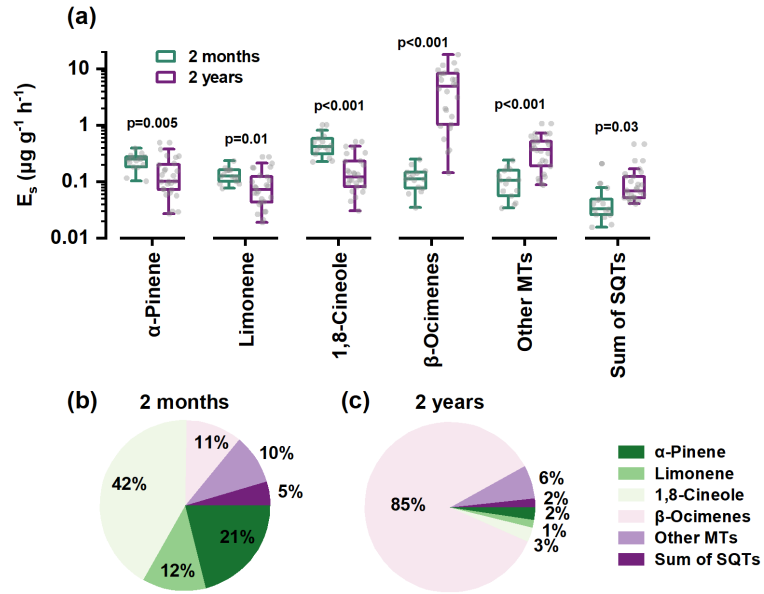 (a)
2 months
2 years
p=0.005
p=0.01
p<0.001
p<0.001
p<0.001
p=0.03
10
1
0.1
0.01
Es (µg g⁻¹ h⁻¹)
α-Pinene
Limonene
1,8-Cineole
β-Ocimenes
Other MTs
Sum of SQTs
(b)
2 months
11%
10%
5%
21%
12%
42%
(c)
2 years
85%
6%
2%
2%
1%
3%
α-Pinene
Limonene
1,8-Cineole
β-Ocimenes
Other MTs
Sum of SQTs